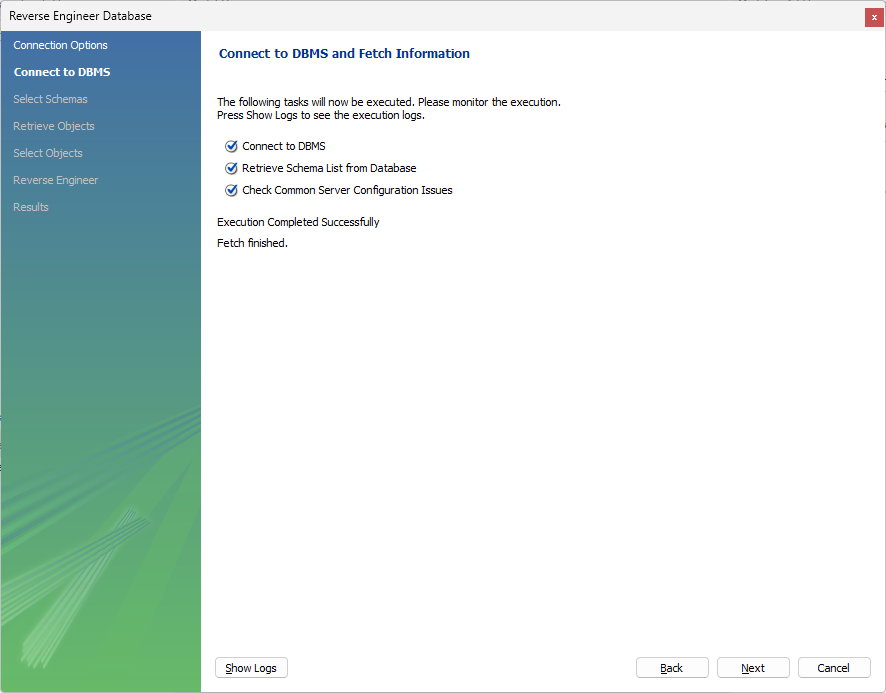 Reverse Engineer Database
x
Connection Options
Connect to DBMS
Select Schemas
Retrieve Objects
Select Objects
Reverse Engineer
Results
Connect to DBMS and Fetch Information
The following tasks will now be executed. Please monitor the execution.
Press Show Logs to see the execution logs.
Connect to DBMS
Retrieve Schema List from Database
Check Common Server Configuration Issues
Execution Completed Successfully
Fetch finished.
Show Logs
Back
Next
Cancel